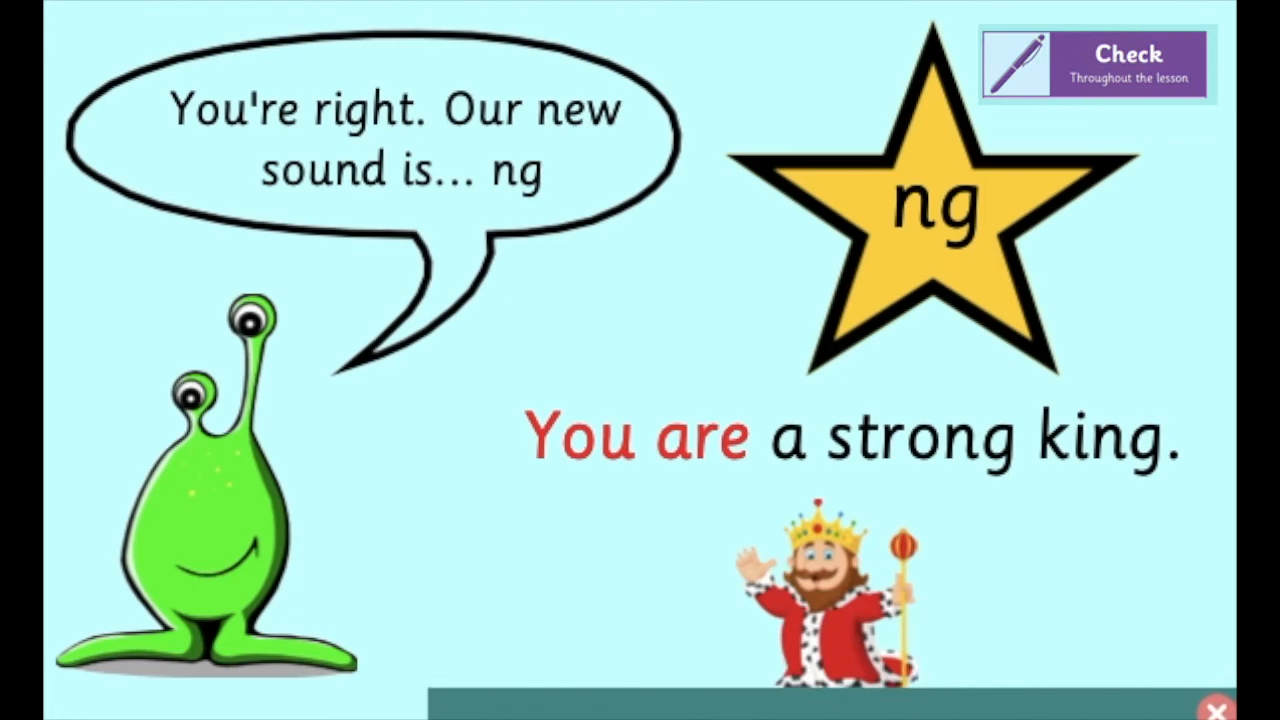 You're right. Our new
sound is... ng
ng
Check
Throughout the lesson
You are a strong king.